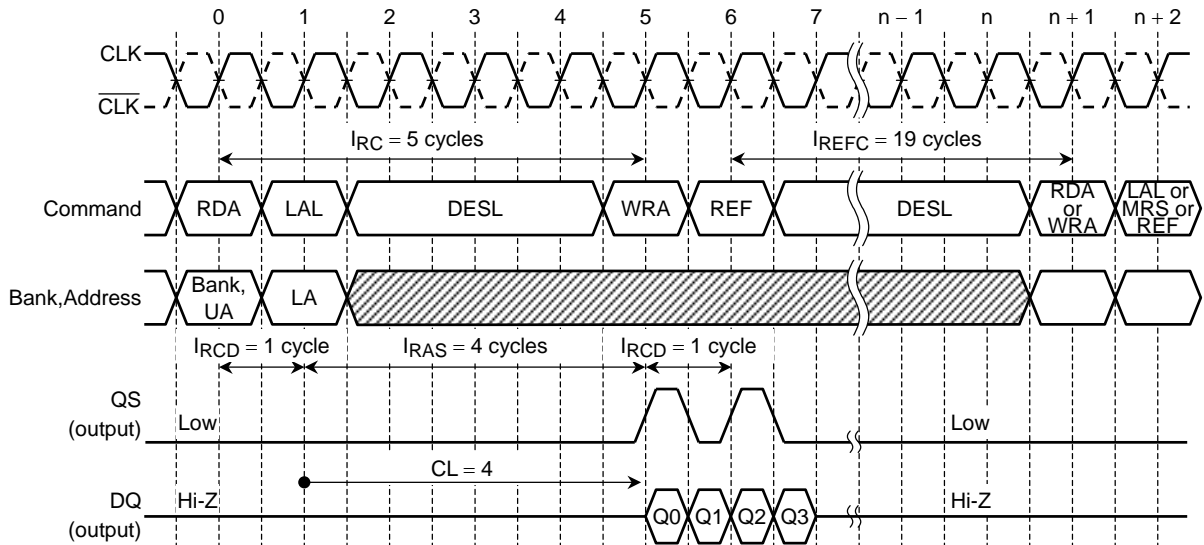 0 1 2 3 4 5 6 7 n − 1 n n + 1 n + 2
CLK
CLK
IRC = 5 cycles IREFC = 19 cycles
Command RDA LAL DESL WRA REF DESL RDA or WRA LAL or MRS or REF
Bank,Address Bank, UA LA
IRCD = 1 cycle IRAS = 4 cycles IRCD = 1 cycle
QS
(output) Low Low
CL = 4
DQ
(output) Hi-Z Q0 Q1 Q2 Q3 Hi-Z